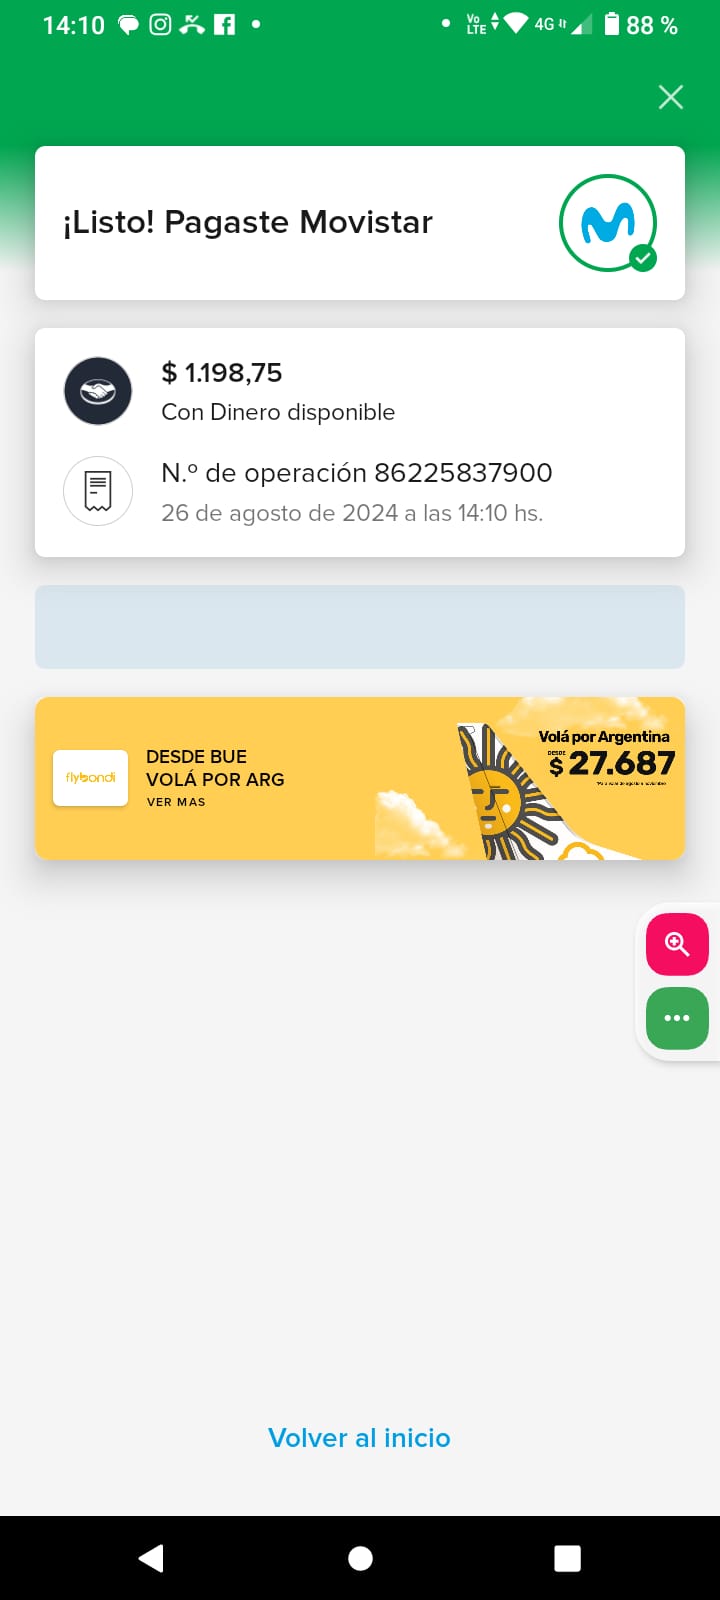 14:10
Vo LTE 4G 88 %
¡Listo! Pagaste Movistar
$ 1.198,75
Con Dinero disponible
N.º de operación 86225837900
26 de agosto de 2024 a las 14:10 hs.
flybondi
DESDE BUE
VOLÁ POR ARG
VER MAS
Volá por Argentina
DESDE
$ 27.687
Volver al inicio